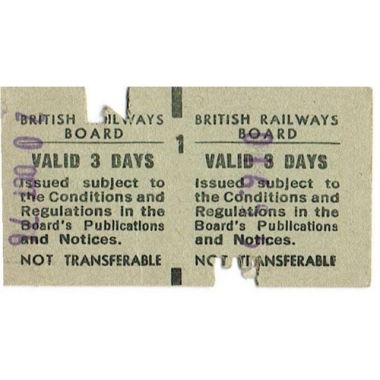 BRITISH RAILWAYS
BOARD
VALID 3 DAYS
Issued subject to
the Conditions and
Regulations in the
Board's Publications
and Notices.
NOT TRANSFERABLE
1
BRITISH RAILWAYS
BOARD
VALID 3 DAYS
Issued subject to
the Conditions and
Regulations in the
Board's Publications
and Notices.
NOT TRANSFERABLE